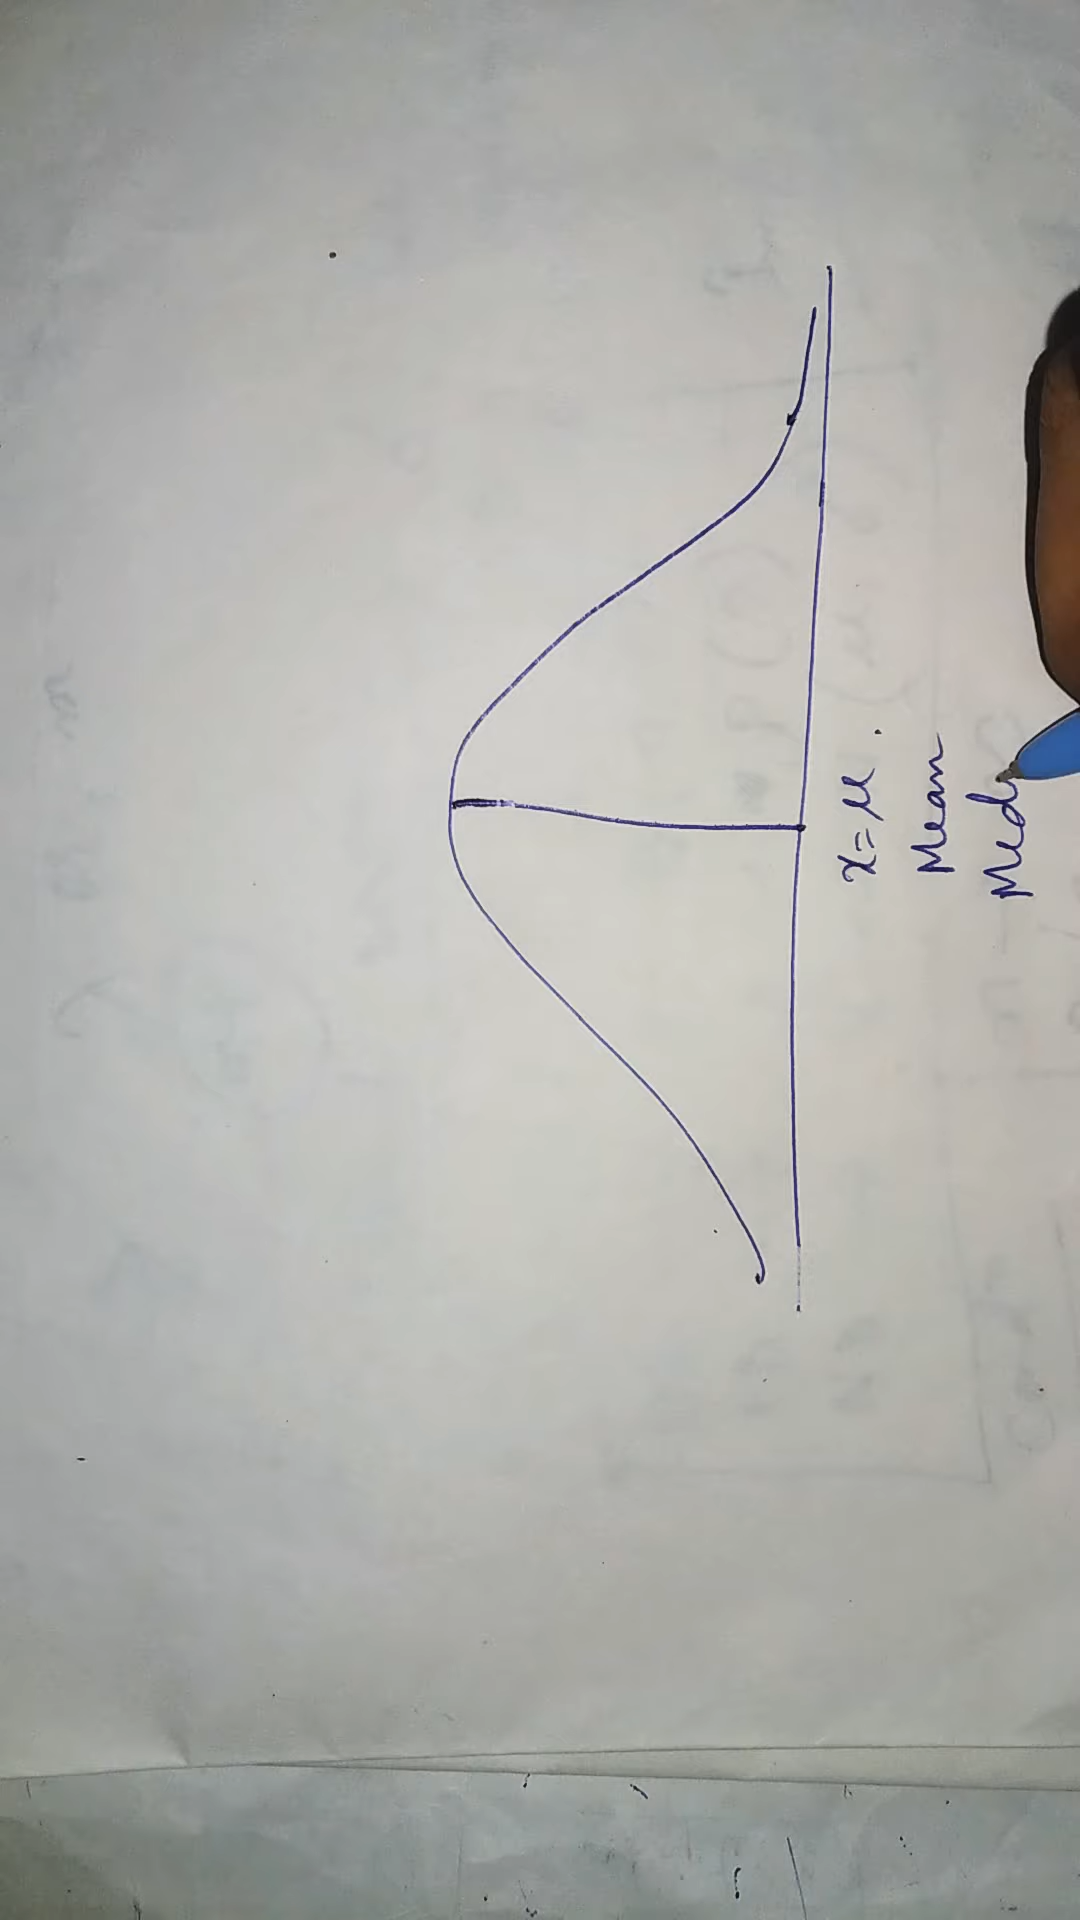 x = μ.
Mean
Med